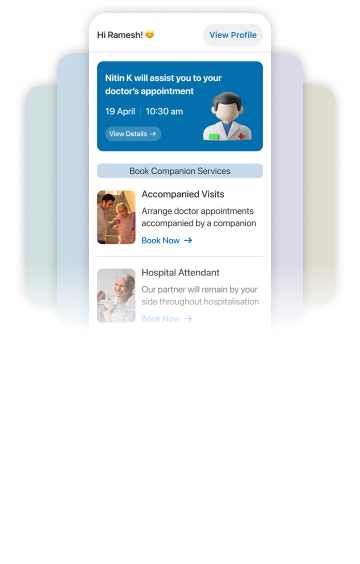 Hi Ramesh! 😊
View Profile
Nitin K will assist you to your
doctor's appointment
19 April | 10:30 am
View Details →
Book Companion Services
Accompanied Visits
Arrange doctor appointments
accompanied by a companion
Book Now →
Hospital Attendant
Our partner will remain by your
side throughout hospitalisation
Book Now →